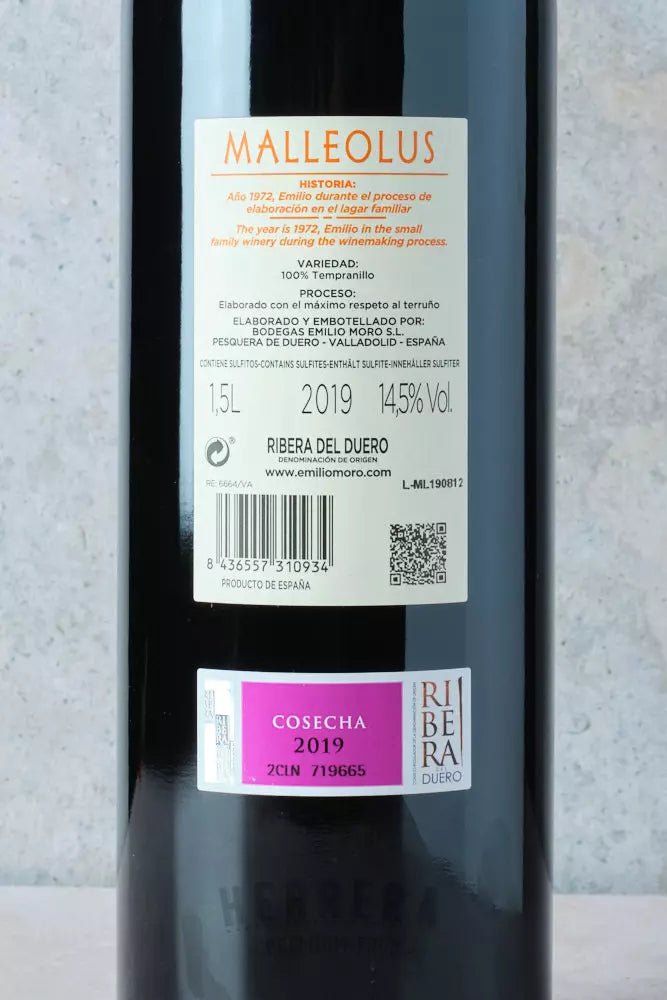 MALLEOLUS
HISTORIA:
Año 1972, Emilio durante el proceso de
elaboración en el lagar familiar
The year is 1972, Emilio in the small
family winery during the winemaking process.
VARIEDAD:
100% Tempranillo
PROCESO:
Elaborado con el máximo respeto al terruño
ELABORADO Y EMBOTELLADO POR:
BODEGAS EMILIO MORO S.L.
PESQUERA DE DUERO - VALLADOLID - ESPAÑA
CONTIENE SULFITOS-CONTAINS SULFITES-ENTHÄLT SULFITE-INNEHÅLLER SULFITER
1,5L 2019 14,5% Vol.
RIBERA DEL DUERO
DENOMINACIÓN DE ORIGEN
www.emiliomoro.com
RE: 6664/VA
L-ML190812
8 436557 310934
PRODUCTO DE ESPAÑA
COSECHA
2019
2CLN 719665
RI
BE
RA
DEL
DUERO
HERRERA